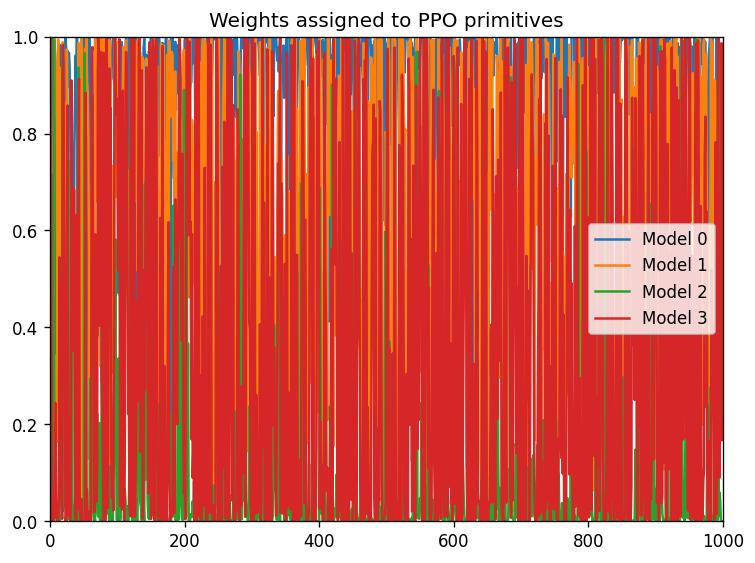 Weights assigned to PPO primitives
1.0
0.8
0.6
0.4
0.2
0.0
Model 0
Model 1
Model 2
Model 3
0 200 400 600 800 1000